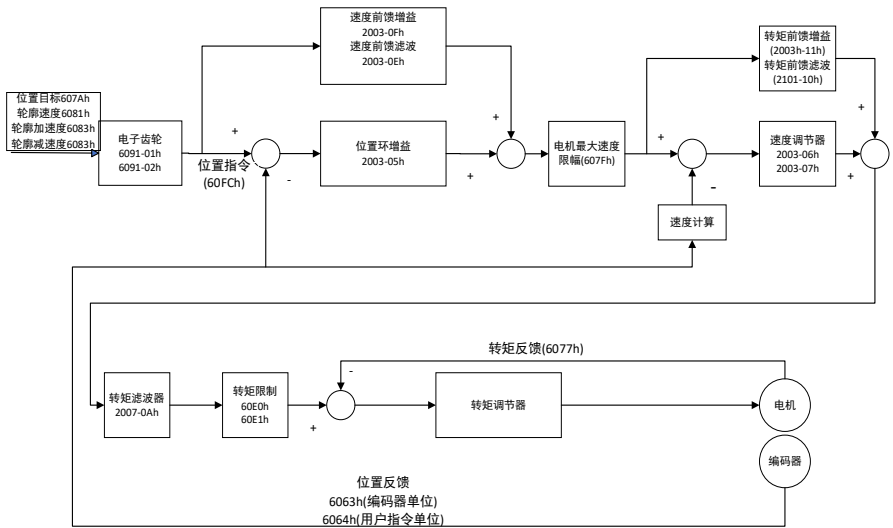 速度前馈增益
2003-0Fh
速度前馈滤波
2003-0Eh
转矩前馈增益
(2003h-11h)
转矩前馈滤波
(2101-10h)
位置目标607Ah
轮廓速度6081h
轮廓加速度6083h
轮廓减速度6083h
电子齿轮
6091-01h
6091-02h
+
位置指令
(60FCh)
-
位置环增益
2003-05h
+
+
电机最大速度
限幅(607Fh)
+
-
速度调节器
2003-06h
2003-07h
+
+
速度计算
转矩反馈(6077h)
转矩滤波器
2007-0Ah
转矩限制
60E0h
60E1h
+
-
转矩调节器
电机
编码器
位置反馈
6063h(编码器单位)
6064h(用户指令单位)